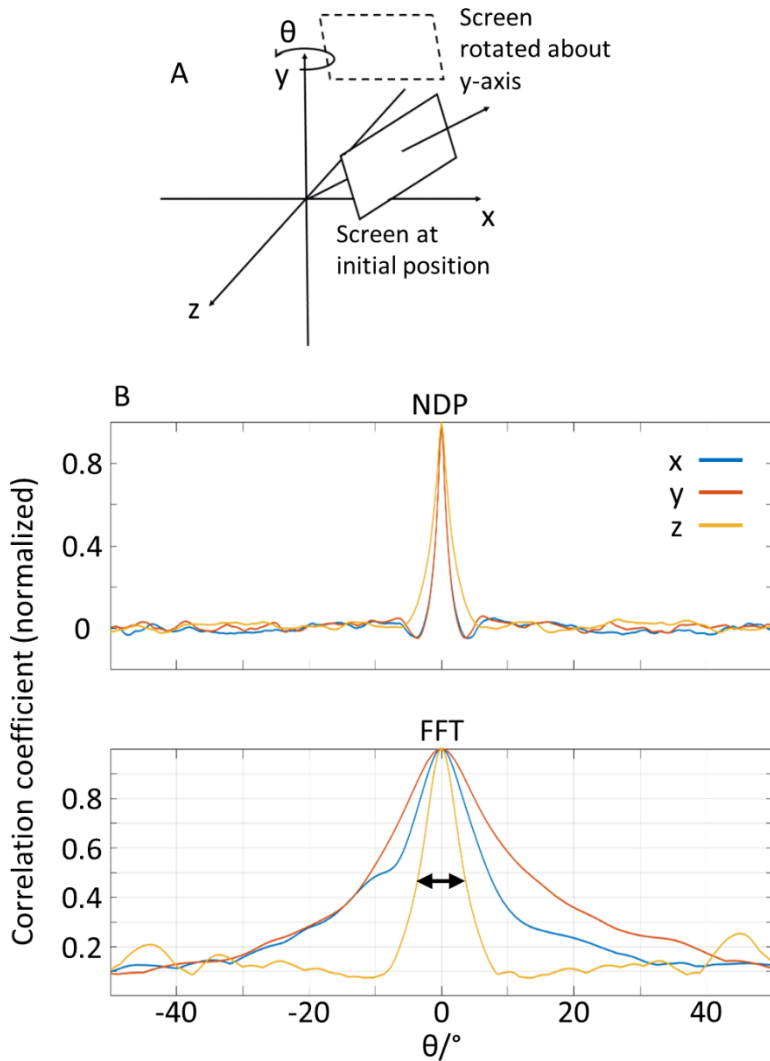 Screen
rotated about
y-axis
θ
A
y
x
Screen at
initial position
z
B
NDP
0.8
x
y
0.4
z
0
Correlation coefficient (normalized)
FFT
0.8
0.6
0.4
0.2
-40 -20 0 20 40
θ/°